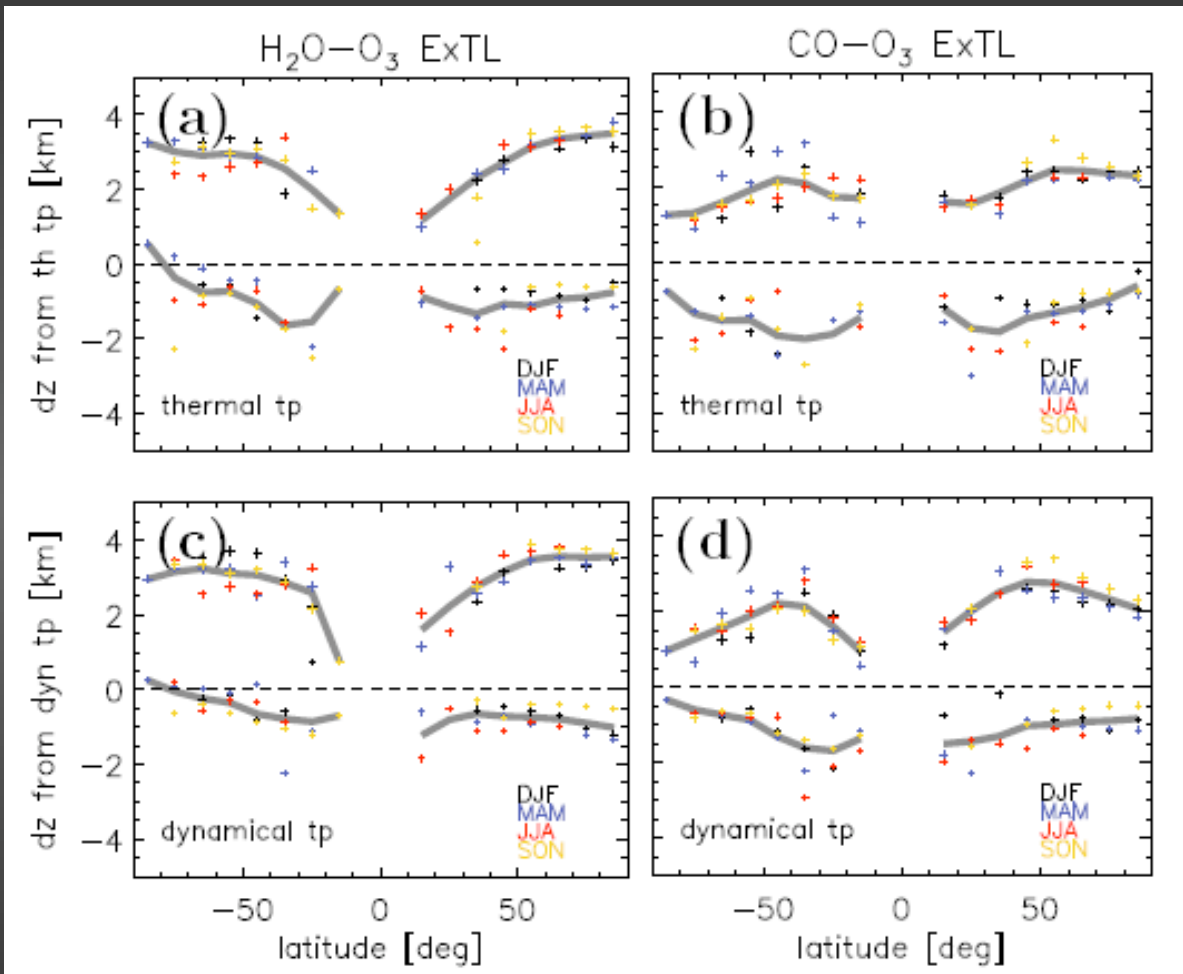 H₂O−O₃ ExTL
CO−O₃ ExTL
(a)
dz from th tp [km]
4
2
0
−2
−4
thermal tp
DJF
MAM
JJA
SON
(b)
thermal tp
DJF
MAM
JJA
SON
(c)
dz from dyn tp [km]
4
2
0
−2
−4
dynamical tp
DJF
MAM
JJA
SON
−50
0
50
latitude [deg]
(d)
dynamical tp
DJF
MAM
JJA
SON
−50
0
50
latitude [deg]